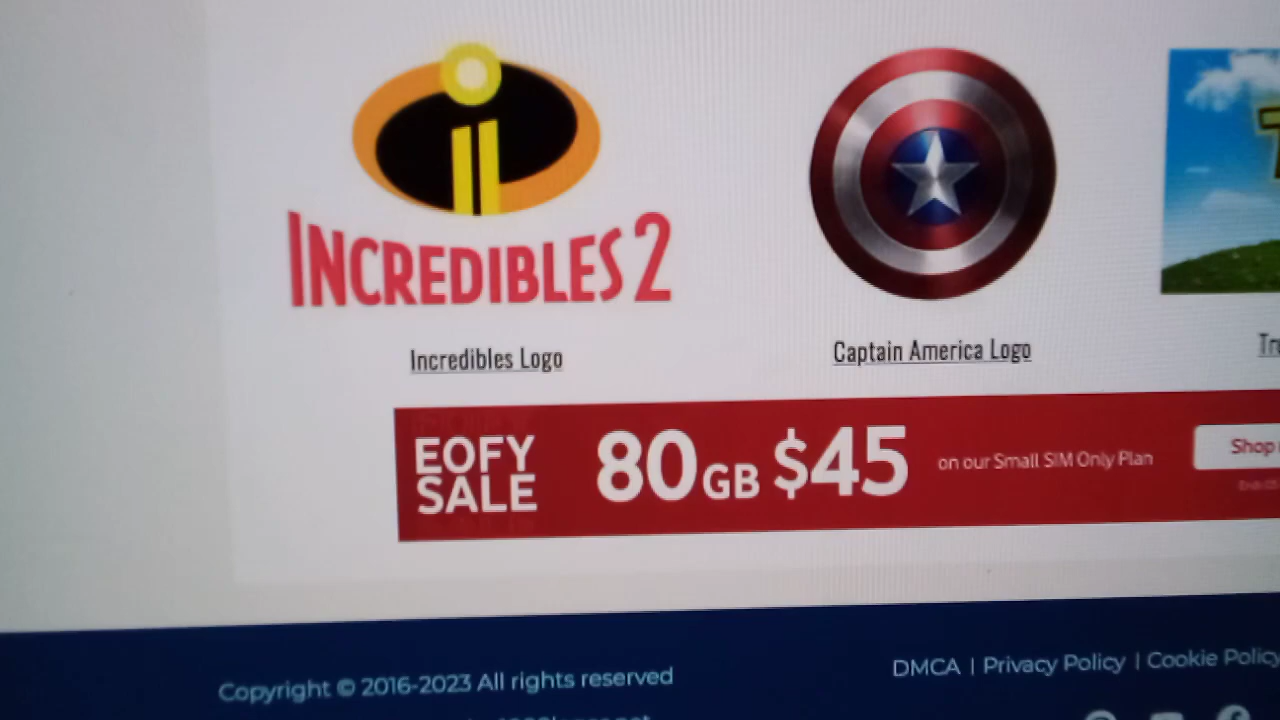 INCREDIBLES 2
Incredibles Logo
Captain America Logo
EOFY
SALE
80GB $45
on our Small SIM Only Plan
Shop
Copyright © 2016-2023 All rights reserved
DMCA | Privacy Policy | Cookie Policy